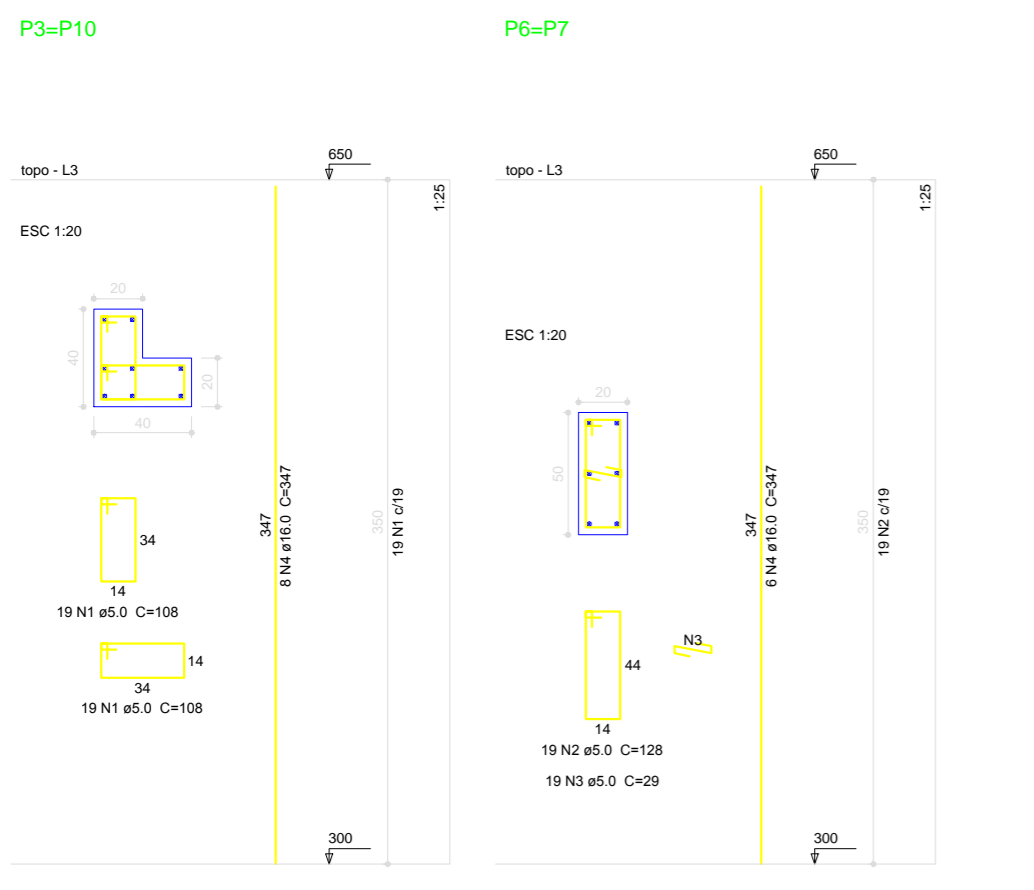 P3=P10
650
topo - L3
1:25
ESC 1:20
20
40
20
40
347
8 N4 ø16.0 C=347
350
19 N1 c/19
34
14
19 N1 ø5.0 C=108
14
34
19 N1 ø5.0 C=108
300
P6=P7
650
topo - L3
1:25
ESC 1:20
20
50
347
6 N4 ø16.0 C=347
350
19 N2 c/19
N3
44
14
19 N2 ø5.0 C=128
19 N3 ø5.0 C=29
300